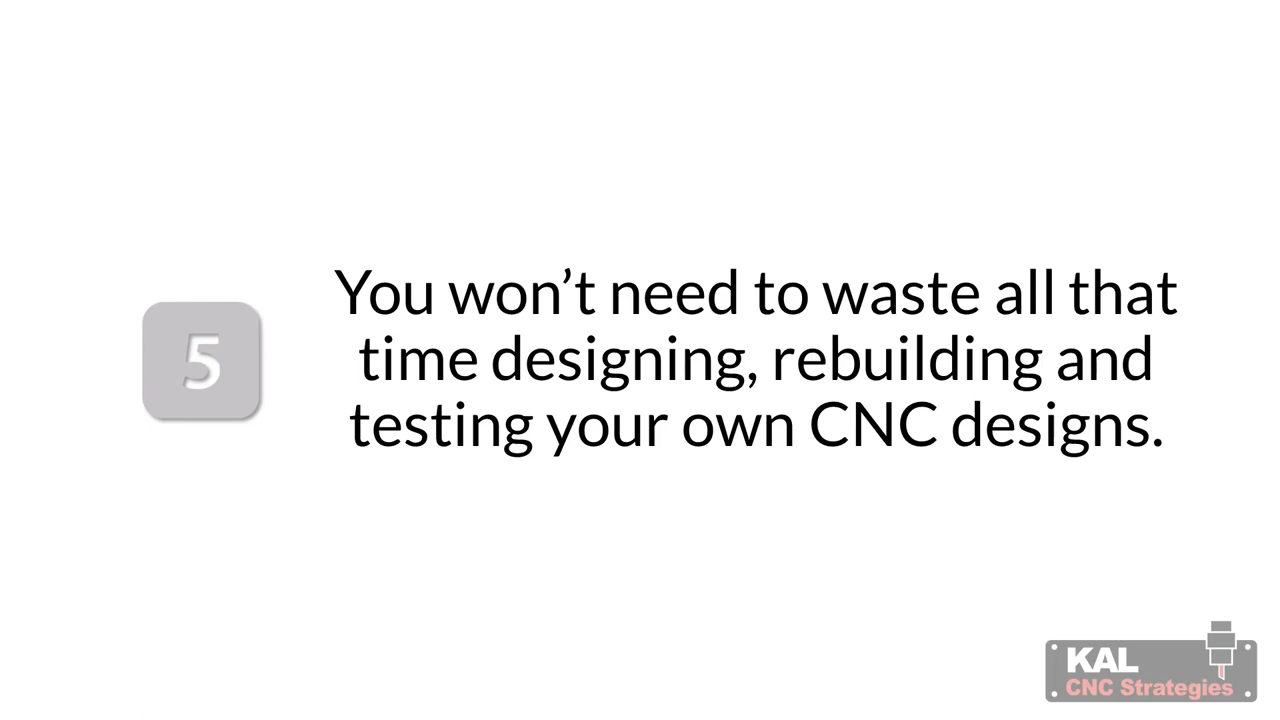 5
You won’t need to waste all that
time designing, rebuilding and
testing your own CNC designs.
KAL
CNC Strategies